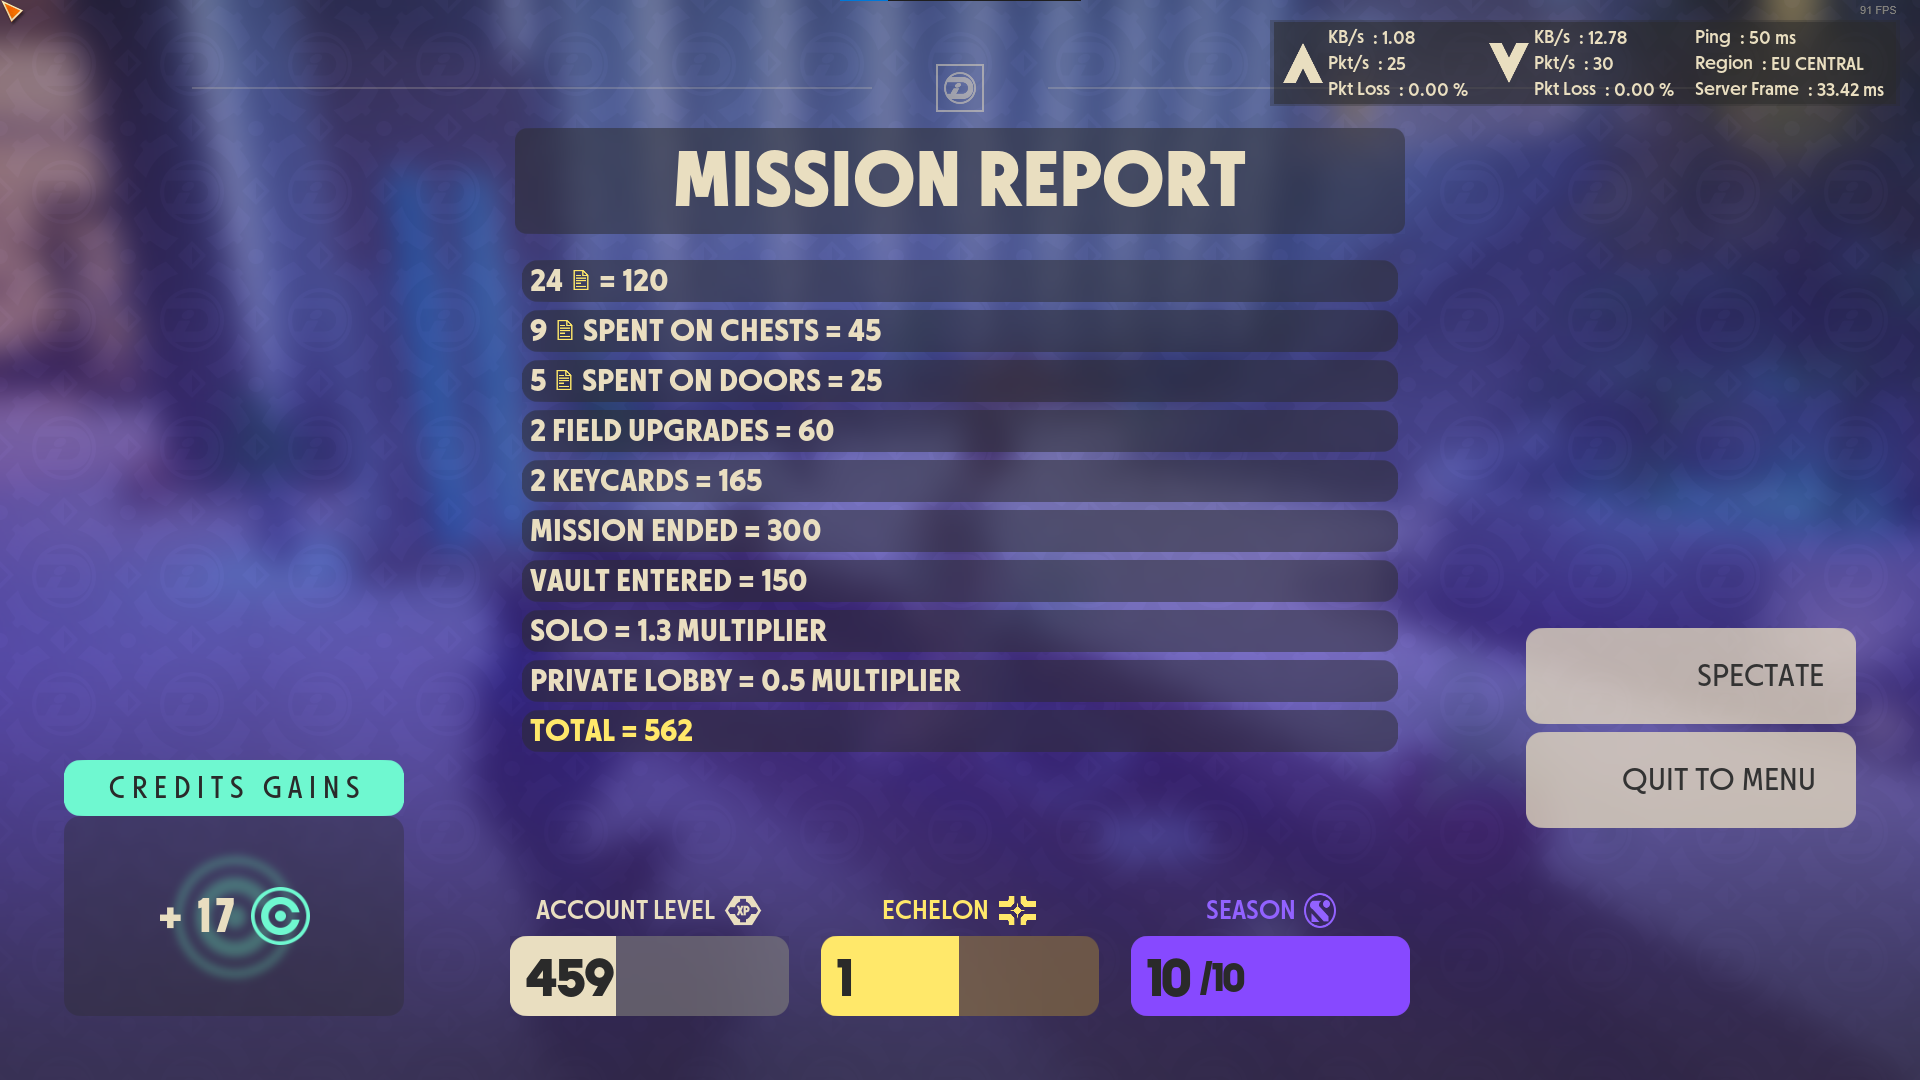 91 FPS
KB/s : 1.08
Pkt/s : 25
Pkt Loss : 0.00 %
KB/s : 12.78
Pkt/s : 30
Pkt Loss : 0.00 %
Ping : 50 ms
Region : EU CENTRAL
Server Frame : 33.42 ms
MISSION REPORT
24 = 120
9 SPENT ON CHESTS = 45
5 SPENT ON DOORS = 25
2 FIELD UPGRADES = 60
2 KEYCARDS = 165
MISSION ENDED = 300
VAULT ENTERED = 150
SOLO = 1.3 MULTIPLIER
PRIVATE LOBBY = 0.5 MULTIPLIER
TOTAL = 562
SPECTATE
QUIT TO MENU
CREDITS GAINS
+ 17
ACCOUNT LEVEL XP
459
ECHELON
1
SEASON
10 /10